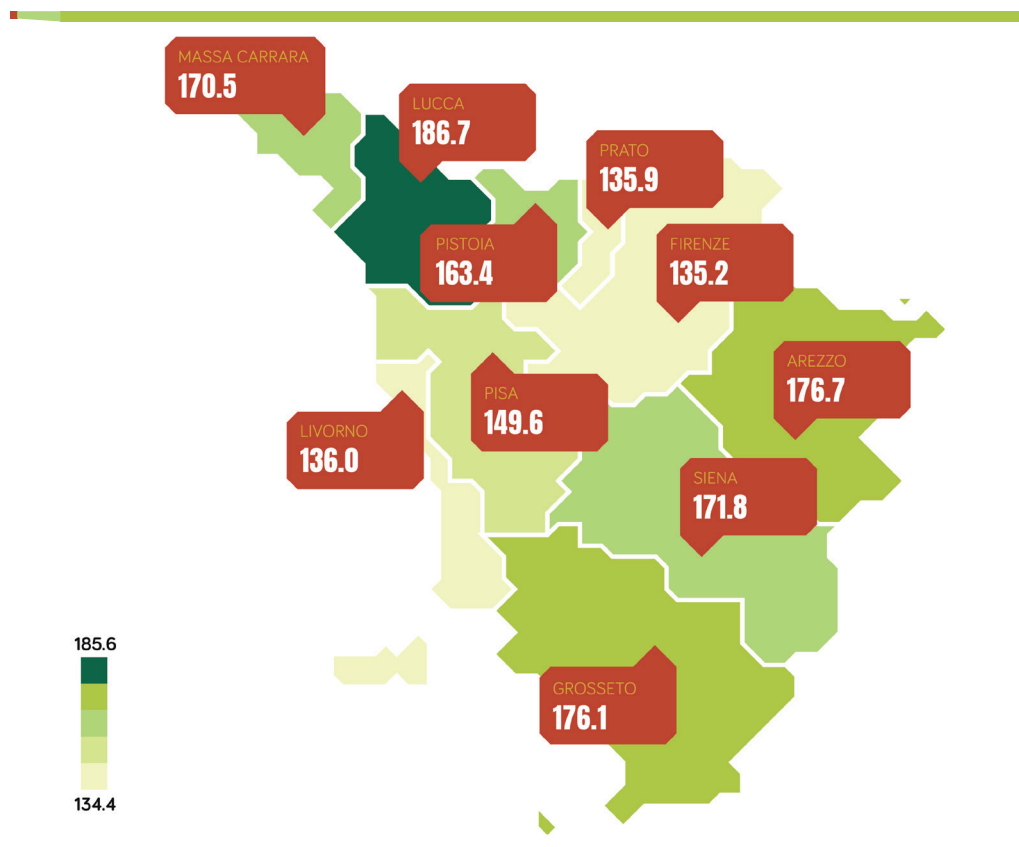 MASSA CARRARA
170.5
LUCCA
186.7
PRATO
135.9
PISTOIA
163.4
FIRENZE
135.2
AREZZO
176.7
PISA
149.6
LIVORNO
136.0
SIENA
171.8
GROSSETO
176.1
185.6
134.4